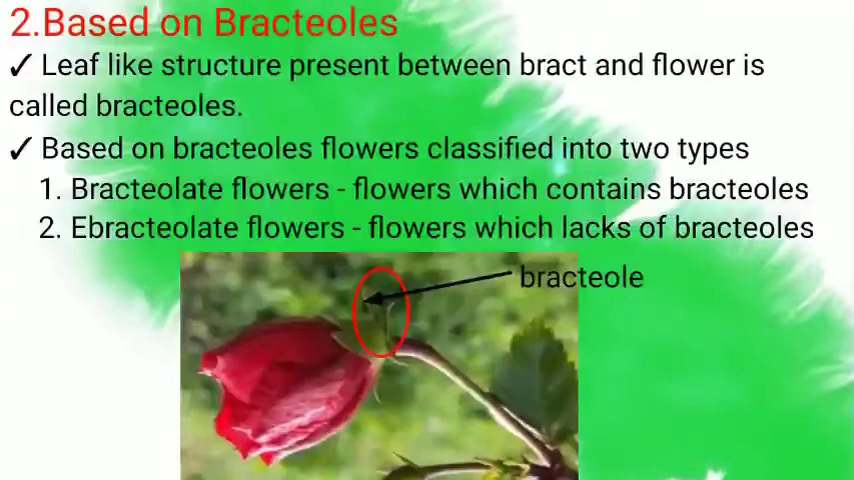 2.Based on Bracteoles
✓ Leaf like structure present between bract and flower is
called bracteoles.
✓ Based on bracteoles flowers classified into two types
1. Bracteolate flowers - flowers which contains bracteoles
2. Ebracteolate flowers - flowers which lacks of bracteoles
bracteole